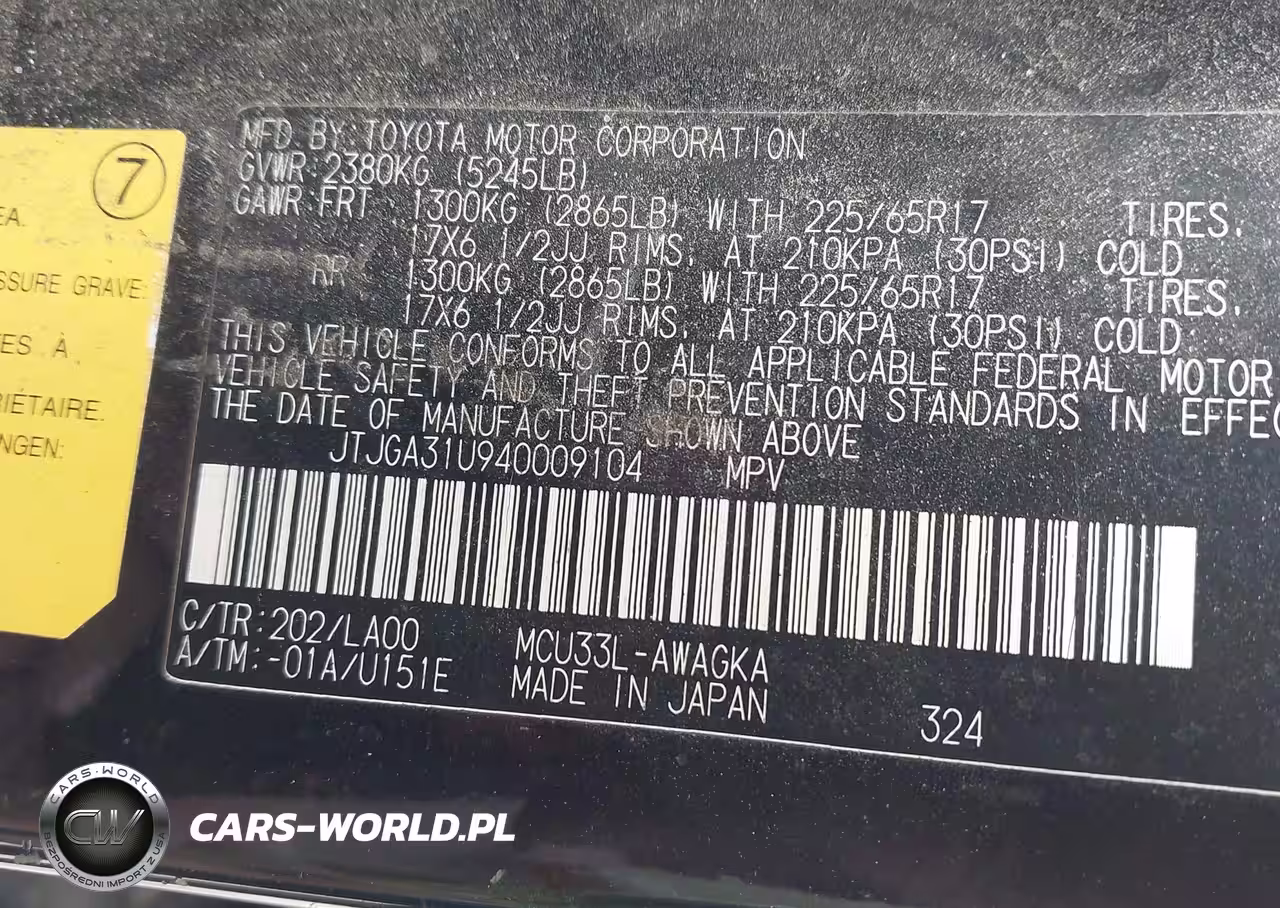 7
EA.
SSURE GRAVE:
ES À
RIÉTAIRE.
NGEN:
MFD. BY: TOYOTA MOTOR CORPORATION
GVWR: 2380KG (5245LB)
GAWR FRT 1300KG (2865LB) WITH 225/65R17 TIRES,
17X6 1/2JJ RIMS, AT 210KPA (30PSI) COLD
RR 1300KG (2865LB) WITH 225/65R17 TIRES,
17X6 1/2JJ RIMS, AT 210KPA (30PSI) COLD
THIS VEHICLE CONFORMS TO ALL APPLICABLE FEDERAL MOTOR
VEHICLE SAFETY AND THEFT PREVENTION STANDARDS IN EFFEC
THE DATE OF MANUFACTURE SHOWN ABOVE
JTJGA31U940009104 MPV
C/TR:202/LA00 MCU33L-AWAGKA
A/TM:-01A/U151E MADE IN JAPAN
324
CARS-WORLD
CW
BEZPOŚREDNI IMPORT Z USA
CARS-WORLD.PL